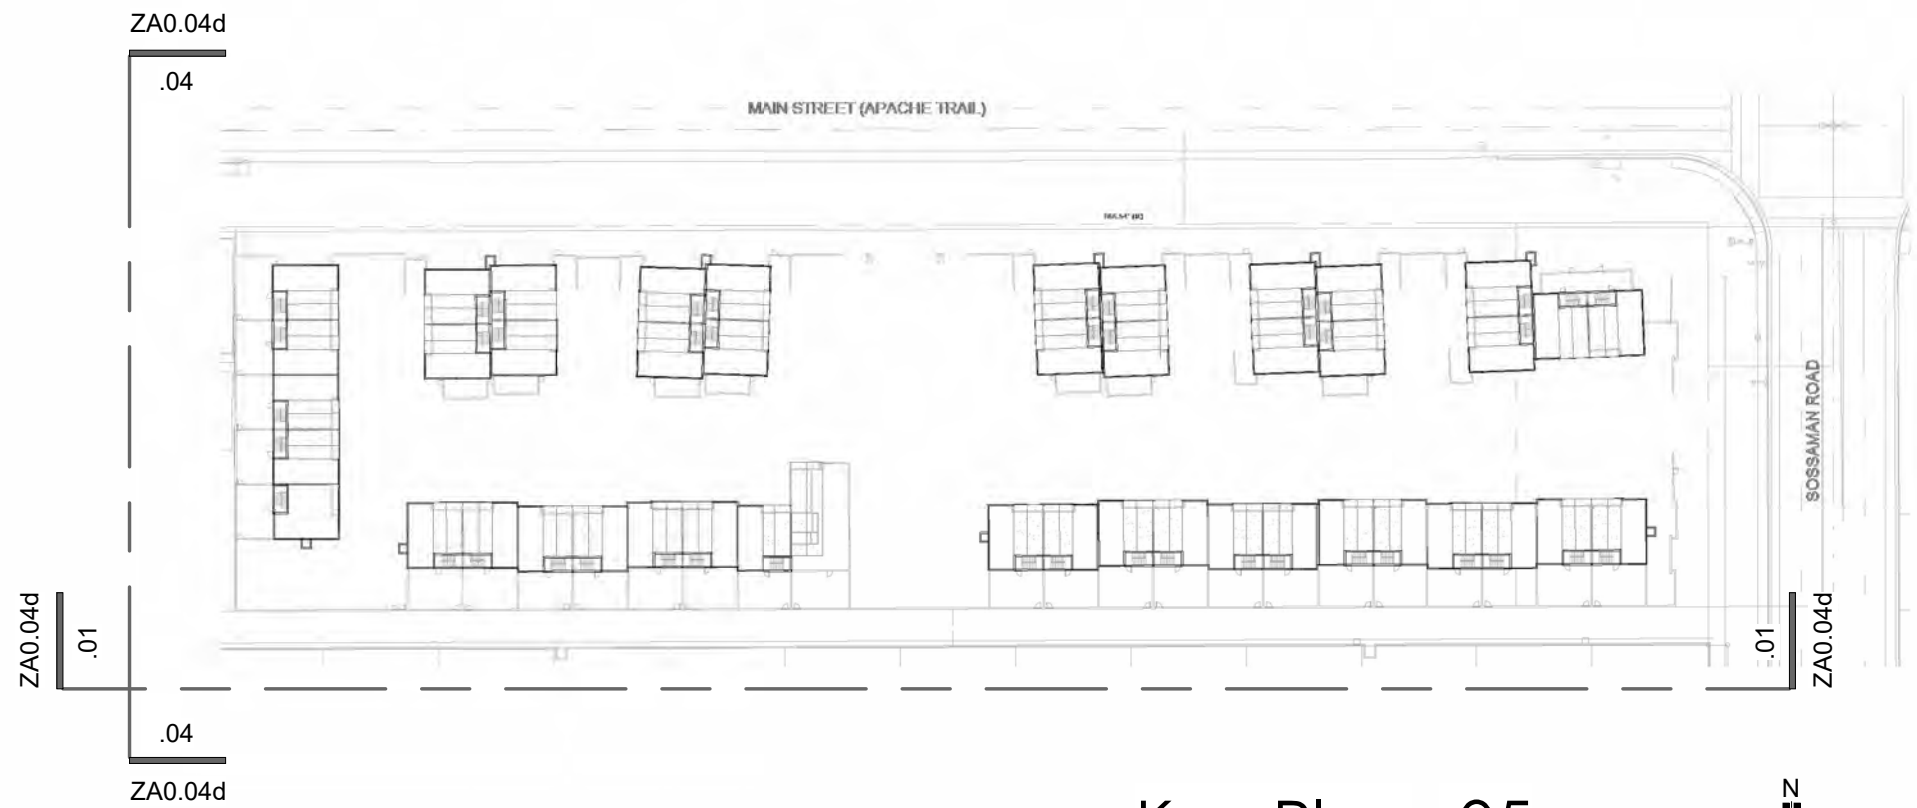 ZA0.04d
.04
MAIN STREET (APACHE TRAIL)
SOSSAMAN ROAD
ZA0.04d
.01
.01
ZA0.04d
.04
ZA0.04d
N